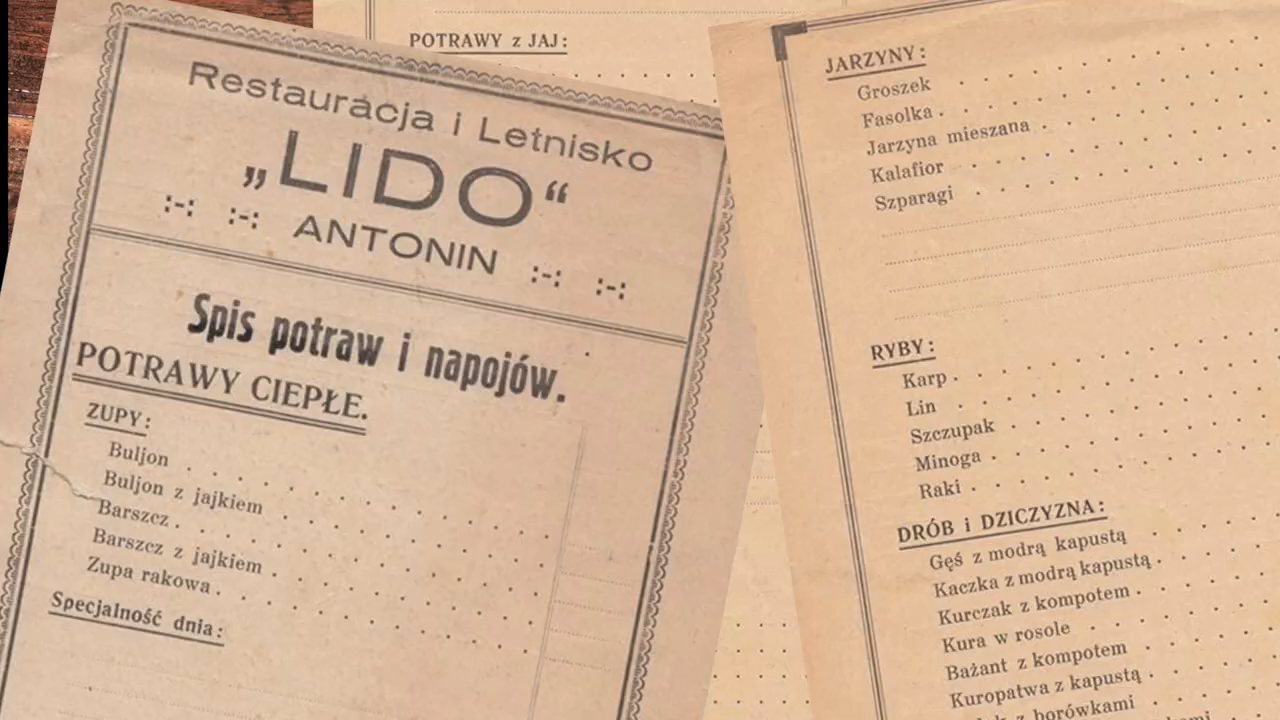 Restauracja i Letnisko
„LIDO“
:-: :-: ANTONIN :-: :-:
Spis potraw i napojów.
POTRAWY CIEPŁE.
ZUPY:
Buljon
Buljon z jajkiem
Barszcz
Barszcz z jajkiem
Zupa rakowa
Specjalność dnia:
POTRAWY z JAJ:
JARZYNY:
Groszek
Fasolka
Jarzyna mieszana
Kalafior
Szparagi
RYBY:
Karp
Lin
Szczupak
Minoga
Raki
DRÓB i DZICZYZNA:
Gęś z modrą kapustą
Kaczka z modrą kapustą
Kurczak z kompotem
Kura w rosole
Bażant z kompotem
Kuropatwa z kapustą
z borówkami